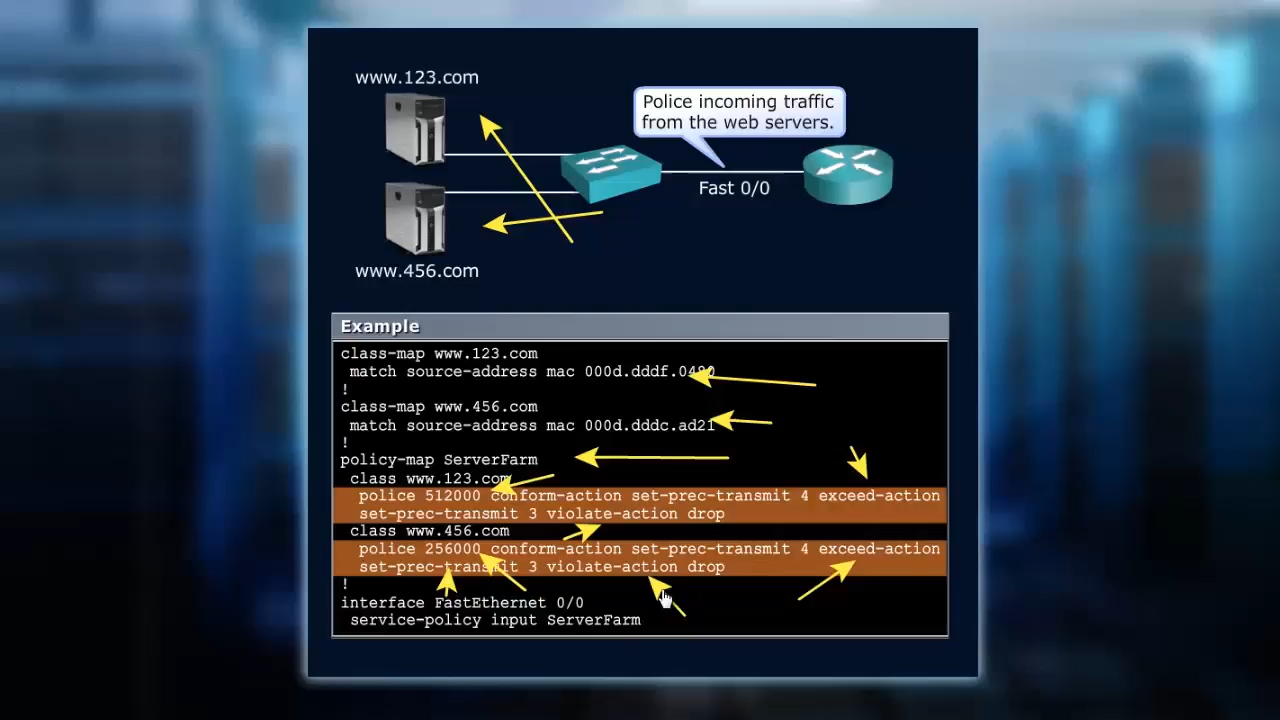 www.123.com
Police incoming traffic
from the web servers.
Fast 0/0
www.456.com
Example
class-map www.123.com
match source-address mac 000d.dddf.0480
!
class-map www.456.com
match source-address mac 000d.dddc.ad21
!
policy-map ServerFarm
class www.123.com
police 512000 conform-action set-prec-transmit 4 exceed-action
set-prec-transmit 3 violate-action drop
class www.456.com
police 256000 conform-action set-prec-transmit 4 exceed-action
set-prec-transmit 3 violate-action drop
!
interface FastEthernet 0/0
service-policy input ServerFarm